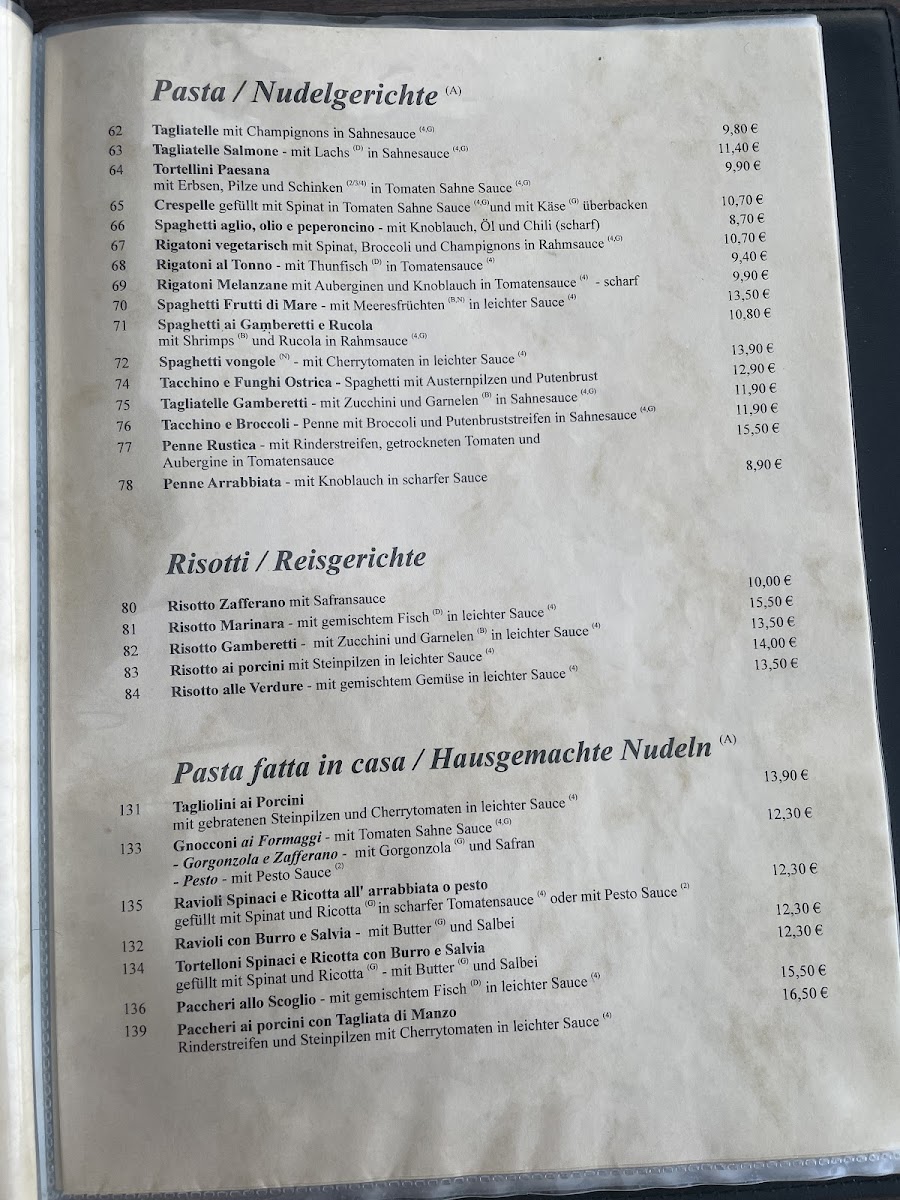 Pasta / Nudelgerichte (A)
62 Tagliatelle mit Champignons in Sahnesauce (4,G) 9,80 €
63 Tagliatelle Salmone - mit Lachs (D) in Sahnesauce (4,G) 11,40 €
64 Tortellini Paesana 9,90 €
mit Erbsen, Pilze und Schinken (2/3/4) in Tomaten Sahne Sauce (4,G)
65 Crespelle gefüllt mit Spinat in Tomaten Sahne Sauce (4,G)und mit Käse (G) überbacken 10,70 €
66 Spaghetti aglio, olio e peperoncino - mit Knoblauch, Öl und Chili (scharf) 8,70 €
67 Rigatoni vegetarisch mit Spinat, Broccoli und Champignons in Rahmsauce (4,G) 10,70 €
68 Rigatoni al Tonno - mit Thunfisch (D) in Tomatensauce (4) 9,40 €
69 Rigatoni Melanzane mit Auberginen und Knoblauch in Tomatensauce (4) - scharf 9,90 €
70 Spaghetti Frutti di Mare - mit Meeresfrüchten (B,N) in leichter Sauce (4) 13,50 €
71 Spaghetti ai Gamberetti e Rucola 10,80 €
mit Shrimps (B) und Rucola in Rahmsauce (4,G)
72 Spaghetti vongole (N) - mit Cherrytomaten in leichter Sauce (4) 13,90 €
74 Tacchino e Funghi Ostrica - Spaghetti mit Austernpilzen und Putenbrust 12,90 €
75 Tagliatelle Gamberetti - mit Zucchini und Garnelen (B) in Sahnesauce (4,G) 11,90 €
76 Tacchino e Broccoli - Penne mit Broccoli und Putenbruststreifen in Sahnesauce (4,G) 11,90 €
77 Penne Rustica - mit Rinderstreifen, getrockneten Tomaten und 15,50 €
Aubergine in Tomatensauce
78 Penne Arrabbiata - mit Knoblauch in scharfer Sauce 8,90 €
Risotti / Reisgerichte
80 Risotto Zafferano mit Safransauce 10,00 €
81 Risotto Marinara - mit gemischtem Fisch (D) in leichter Sauce (4) 15,50 €
82 Risotto Gamberetti - mit Zucchini und Garnelen (B) in leichter Sauce (4) 13,50 €
83 Risotto ai porcini mit Steinpilzen in leichter Sauce (4) 14,00 €
84 Risotto alle Verdure - mit gemischtem Gemüse in leichter Sauce (4) 13,50 €
Pasta fatta in casa / Hausgemachte Nudeln (A)
131 Tagliolini ai Porcini 13,90 €
mit gebratenen Steinpilzen und Cherrytomaten in leichter Sauce (4)
133 Gnocconi ai Formaggi - mit Tomaten Sahne Sauce (4,G) 12,30 €
- Gorgonzola e Zafferano - mit Gorgonzola (G) und Safran
- Pesto - mit Pesto Sauce (2)
135 Ravioli Spinaci e Ricotta all' arrabbiata o pesto 12,30 €
gefüllt mit Spinat und Ricotta (G) in scharfer Tomatensauce (4) oder mit Pesto Sauce (2)
132 Ravioli con Burro e Salvia - mit Butter (G) und Salbei 12,30 €
134 Tortelloni Spinaci e Ricotta con Burro e Salvia 12,30 €
gefüllt mit Spinat und Ricotta (G) - mit Butter (G) und Salbei
136 Paccheri allo Scoglio - mit gemischtem Fisch (D) in leichter Sauce (4) 15,50 €
139 Paccheri ai porcini con Tagliata di Manzo 16,50 €
Rinderstreifen und Steinpilzen mit Cherrytomaten in leichter Sauce (4)